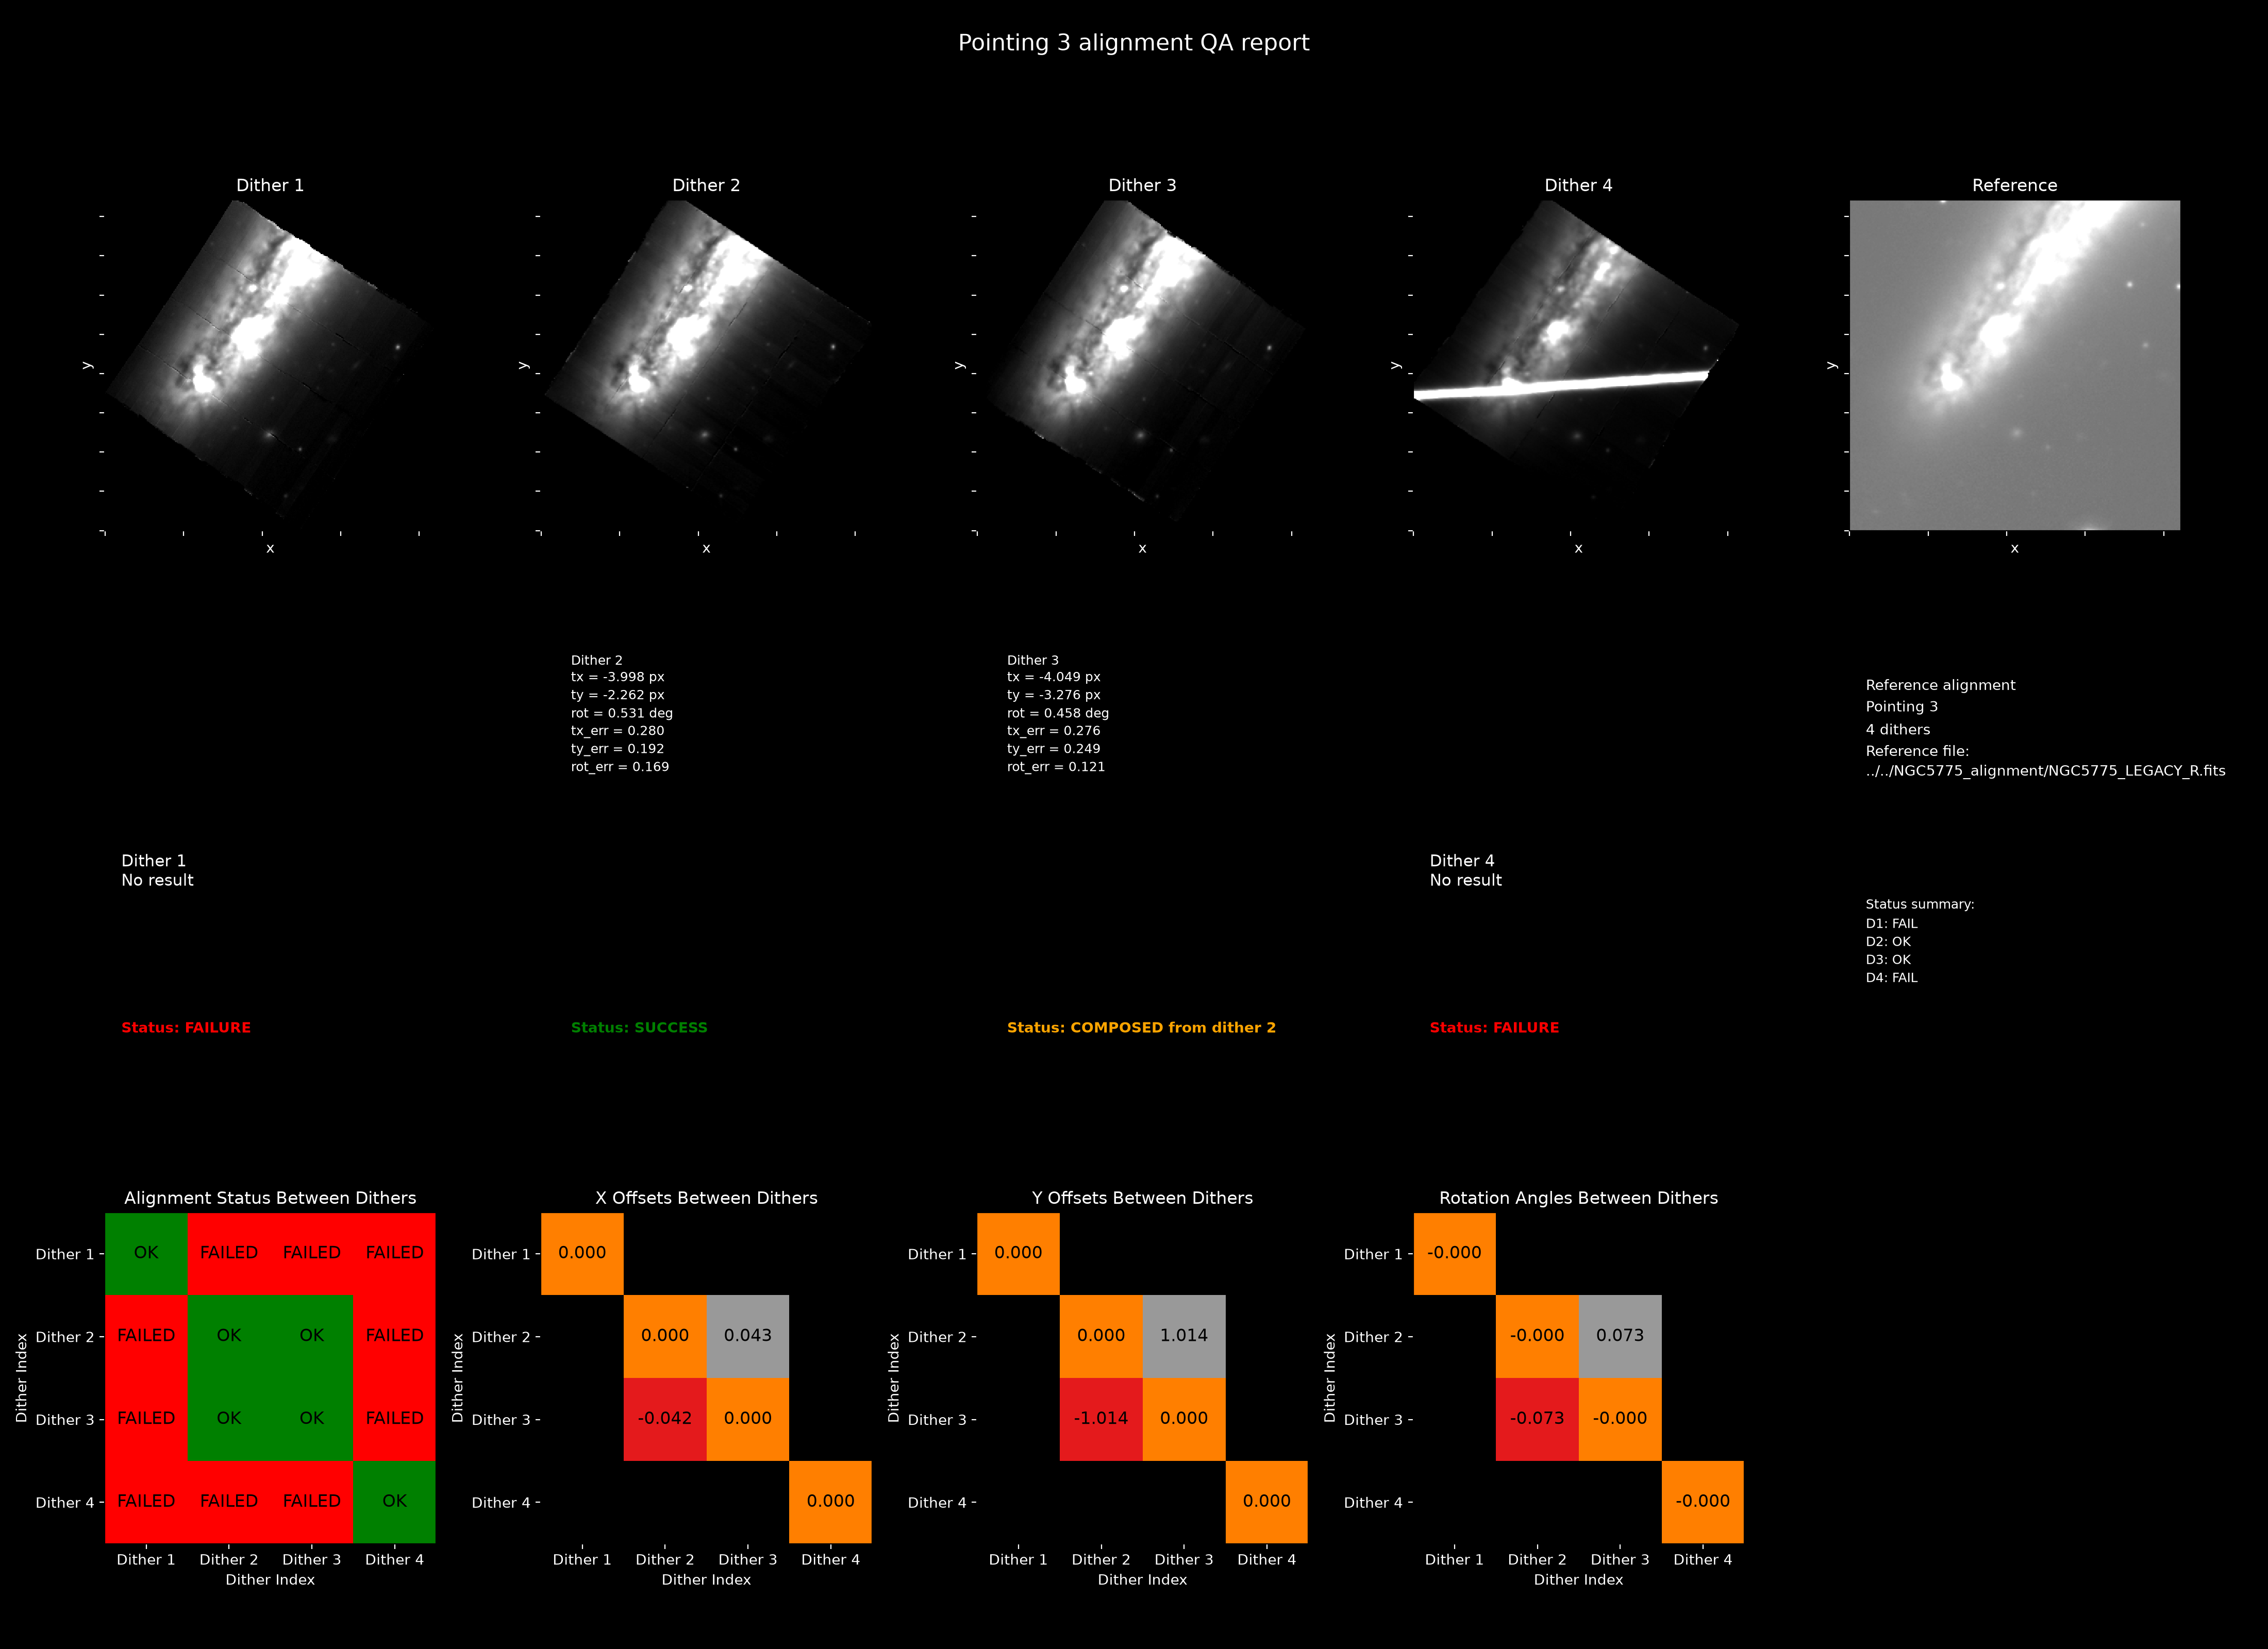 Pointing 3 alignment QA report
Dither 1
Dither 2
Dither 3
Dither 4
Reference
y
x
y
x
y
x
y
x
y
x
Dither 1
No result
Status: FAILURE
Dither 2
tx = -3.998 px
ty = -2.262 px
rot = 0.531 deg
tx_err = 0.280
ty_err = 0.192
rot_err = 0.169
Status: SUCCESS
Dither 3
tx = -4.049 px
ty = -3.276 px
rot = 0.458 deg
tx_err = 0.276
ty_err = 0.249
rot_err = 0.121
Status: COMPOSED from dither 2
Dither 4
No result
Status: FAILURE
Reference alignment
Pointing 3
4 dithers
Reference file:
../../NGC5775_alignment/NGC5775_LEGACY_R.fits
Status summary:
D1: FAIL
D2: OK
D3: OK
D4: FAIL
Alignment Status Between Dithers
Dither Index
Dither 1 OK FAILED FAILED FAILED
Dither 2 FAILED OK OK FAILED
Dither 3 FAILED OK OK FAILED
Dither 4 FAILED FAILED FAILED OK
Dither 1 Dither 2 Dither 3 Dither 4
Dither Index
X Offsets Between Dithers
Dither Index
Dither 1 0.000
Dither 2 0.000 0.043
Dither 3 -0.042 0.000
Dither 4 0.000
Dither 1 Dither 2 Dither 3 Dither 4
Dither Index
Y Offsets Between Dithers
Dither Index
Dither 1 0.000
Dither 2 0.000 1.014
Dither 3 -1.014 0.000
Dither 4 0.000
Dither 1 Dither 2 Dither 3 Dither 4
Dither Index
Rotation Angles Between Dithers
Dither Index
Dither 1 -0.000
Dither 2 -0.000 0.073
Dither 3 -0.073 -0.000
Dither 4 -0.000
Dither 1 Dither 2 Dither 3 Dither 4
Dither Index